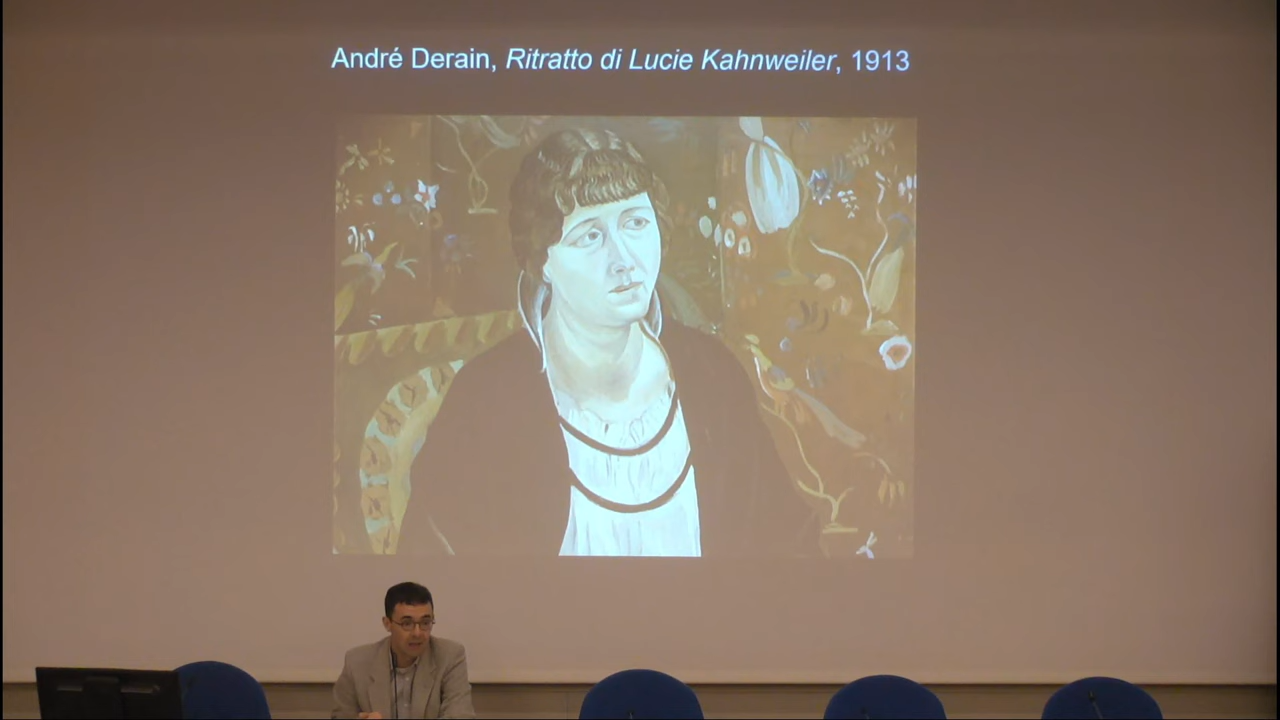 André Derain, Ritratto di Lucie Kahnweiler, 1913